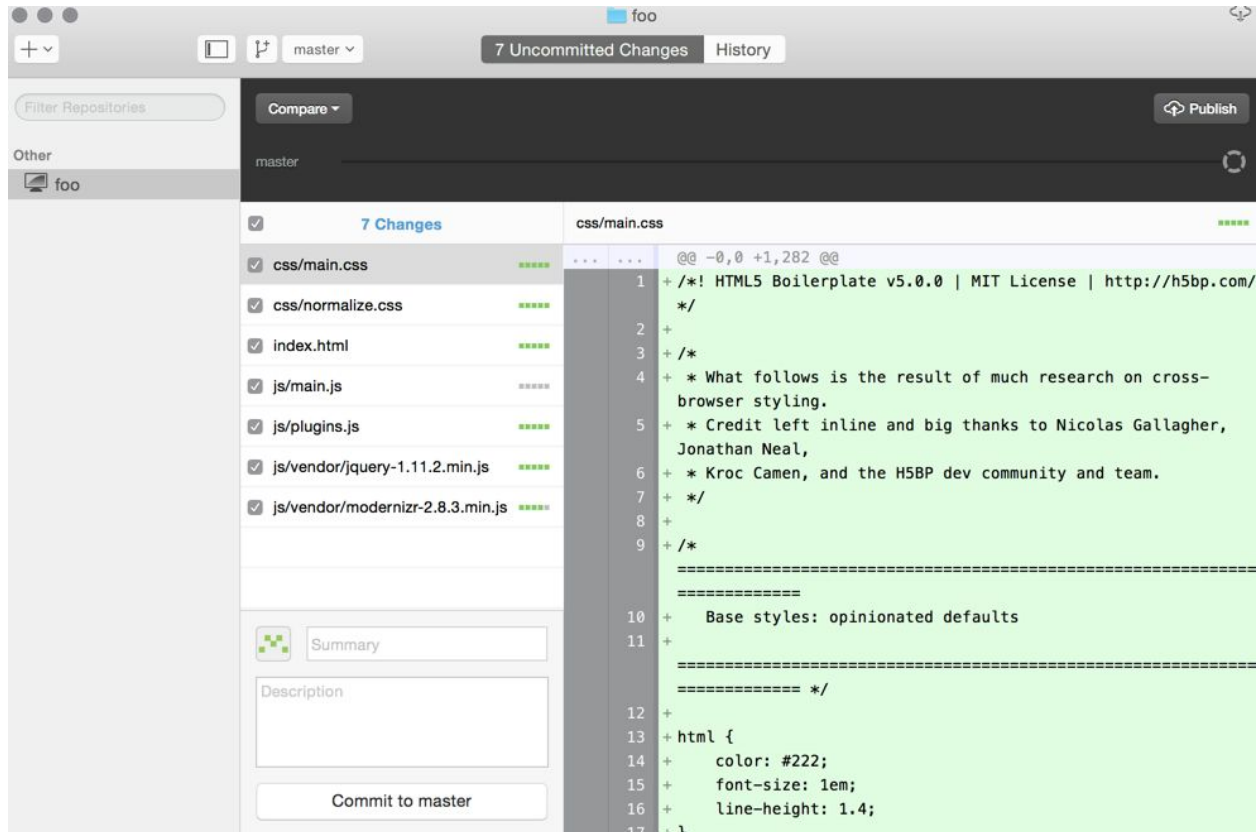 foo
master
7 Uncommitted Changes
History
Filter Repositories
Compare
Publish
Other
foo
master
7 Changes
css/main.css
css/normalize.css
index.html
js/main.js
js/plugins.js
js/vendor/jquery-1.11.2.min.js
js/vendor/modernizr-2.8.3.min.js
Summary
Description
Commit to master
css/main.css
... ... @@ -0,0 +1,282 @@
1 + /*! HTML5 Boilerplate v5.0.0 | MIT License | http://h5bp.com/
*/
2 +
3 + /*
4 + * What follows is the result of much research on cross-
browser styling.
5 + * Credit left inline and big thanks to Nicolas Gallagher,
Jonathan Neal,
6 + * Kroc Camen, and the H5BP dev community and team.
7 + */
8 +
9 + /*
=============================================================
=============
10 + Base styles: opinionated defaults
11 +
=============================================================
============= */
12 +
13 + html {
14 + color: #222;
15 + font-size: 1em;
16 + line-height: 1.4;
17 + }